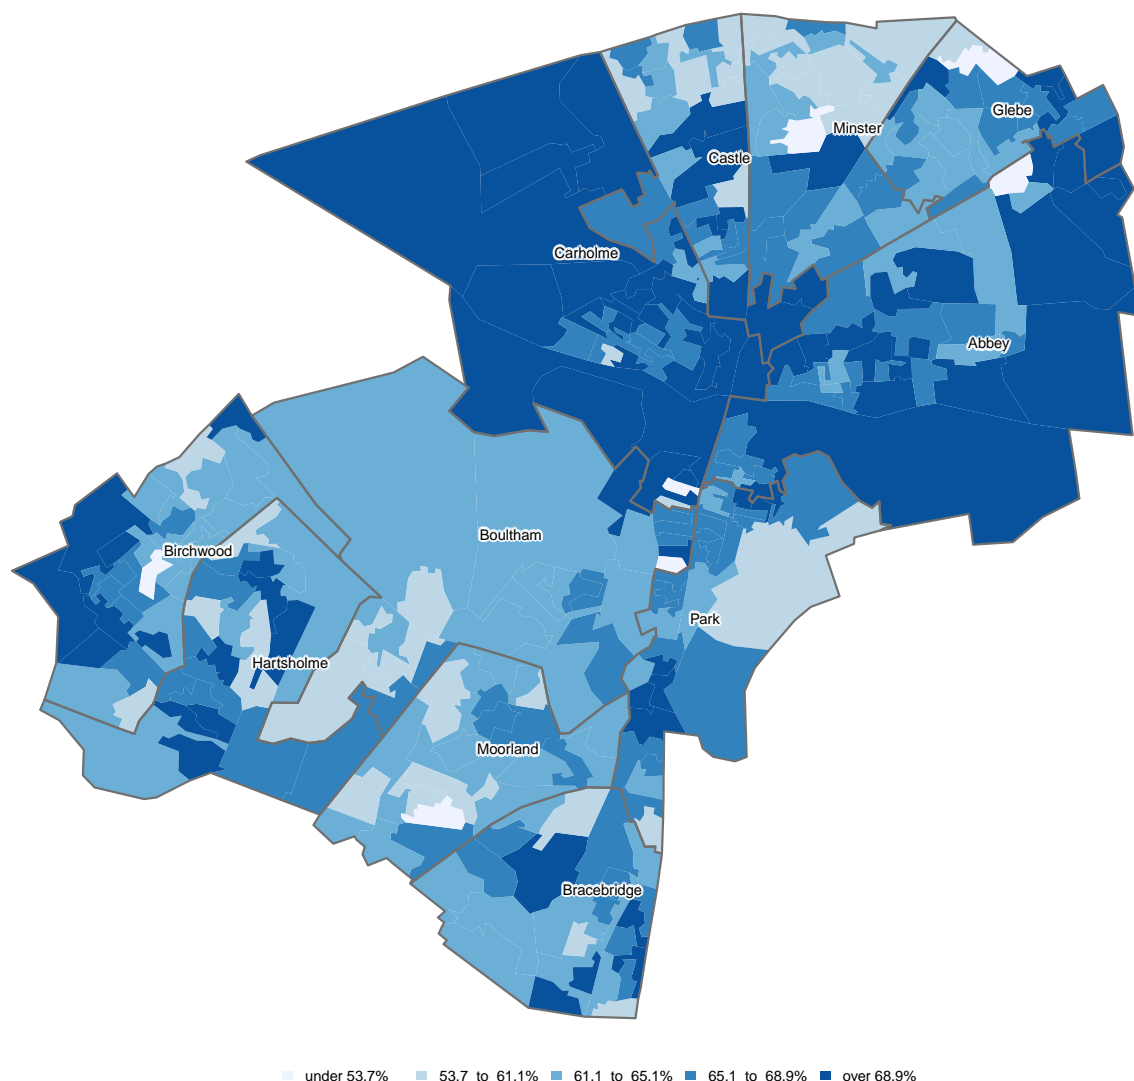 Glebe
Minster
Castle
Carholme
Abbey
Boultham
Birchwood
Park
Hartsholme
Moorland
Bracebridge
under 53.7% 53.7 to 61.1% 61.1 to 65.1% 65.1 to 68.9% over 68.9%